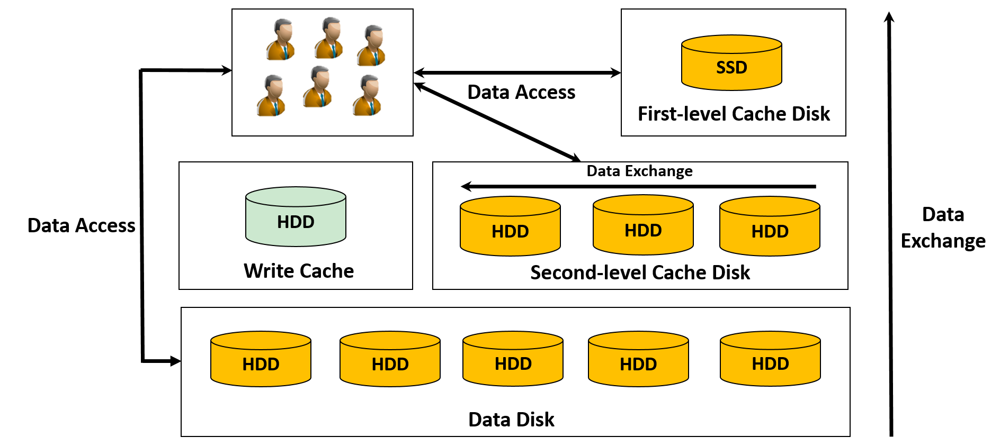 SSD
First-level Cache Disk
Data Access
Data Exchange
HDD
Write Cache
HDD
HDD
HDD
Second-level Cache Disk
Data Access
Data
Exchange
HDD
HDD
HDD
HDD
HDD
Data Disk